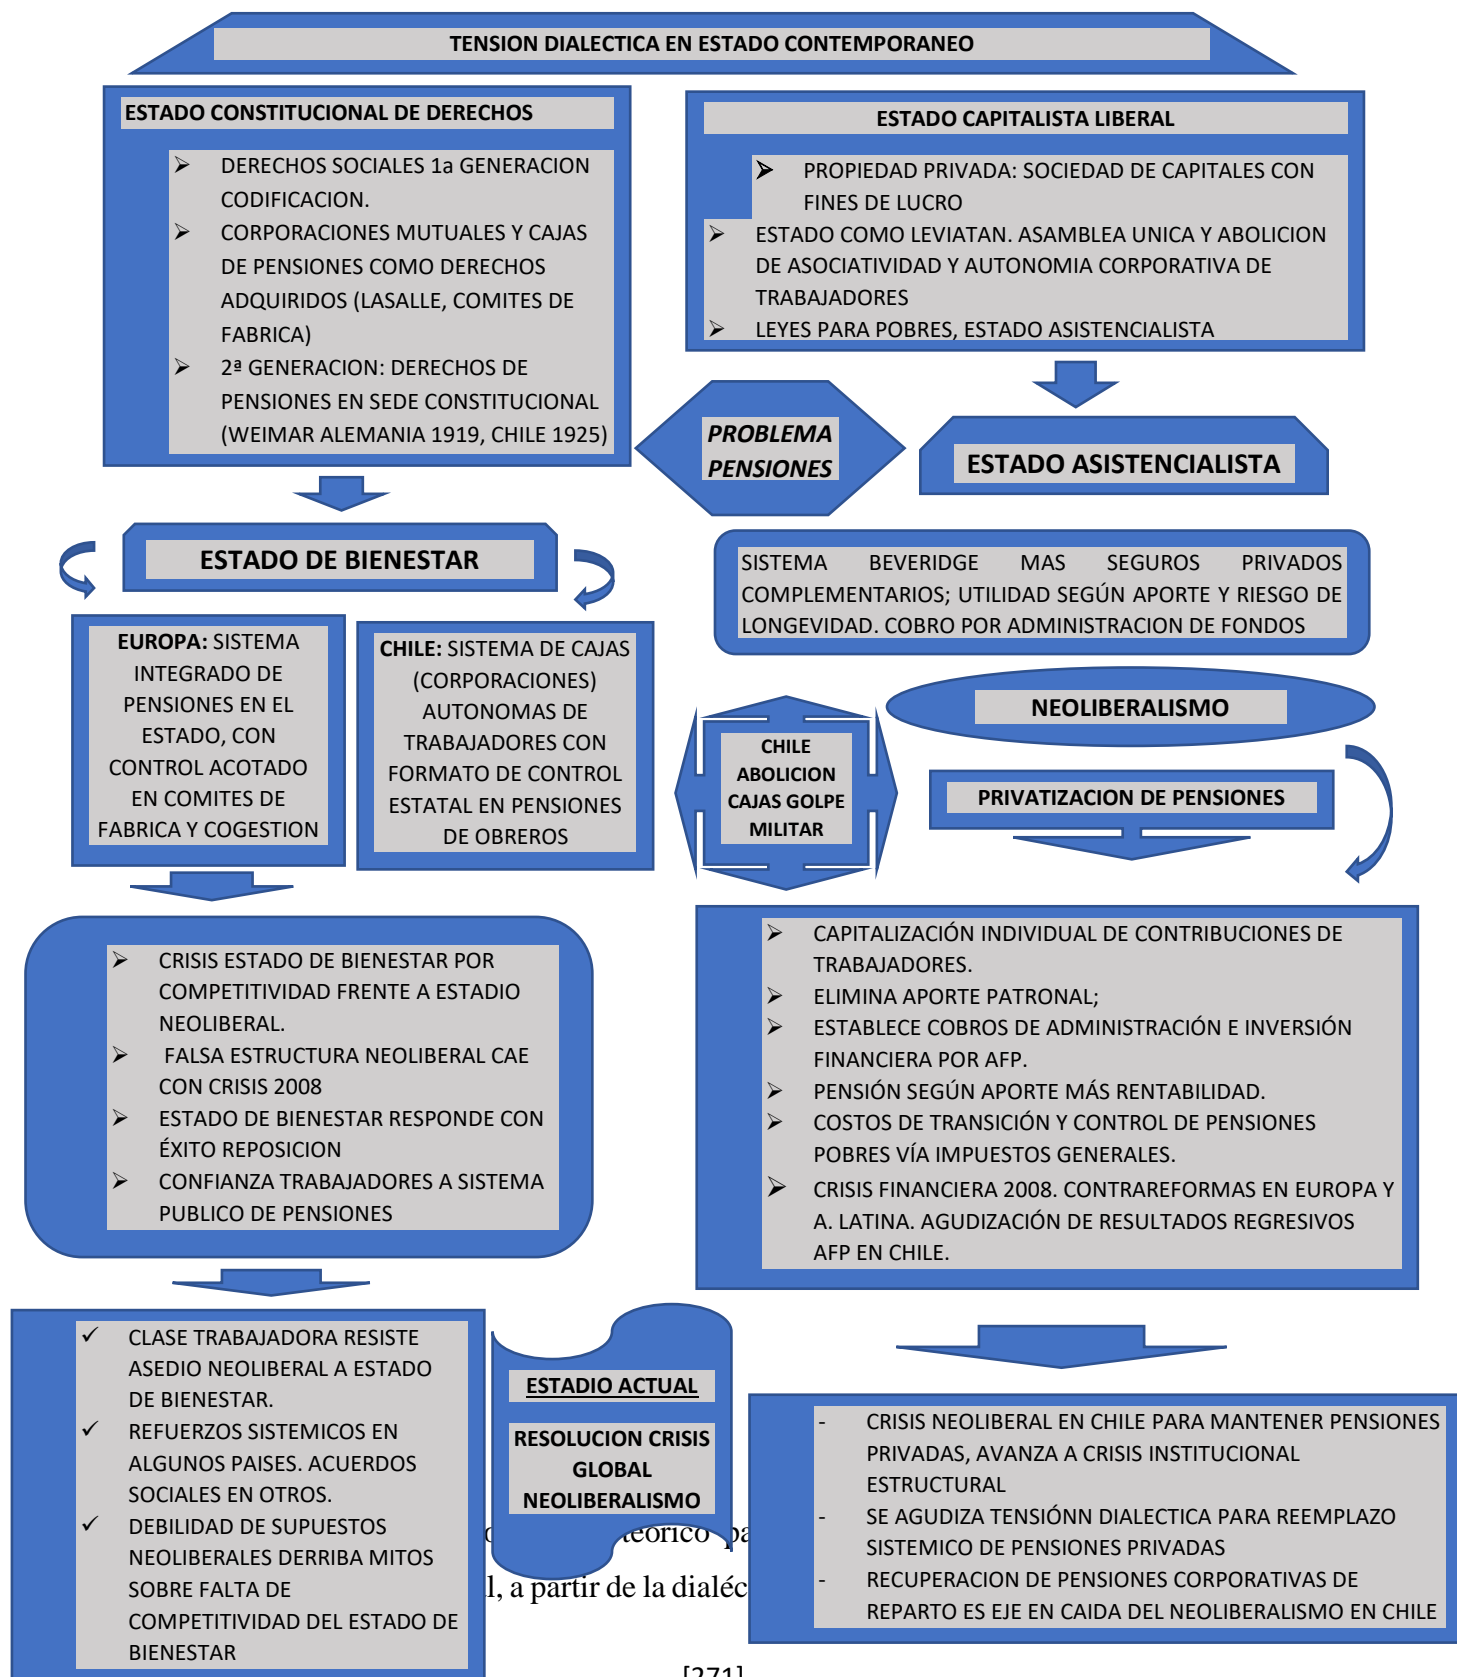 TENSION DIALECTICA EN ESTADO CONTEMPORANEO
ESTADO CONSTITUCIONAL DE DERECHOS
➢ DERECHOS SOCIALES 1a GENERACION
CODIFICACION.
➢ CORPORACIONES MUTUALES Y CAJAS
DE PENSIONES COMO DERECHOS
ADQUIRIDOS (LASALLE, COMITES DE
FABRICA)
➢ 2ª GENERACION: DERECHOS DE
PENSIONES EN SEDE CONSTITUCIONAL
(WEIMAR ALEMANIA 1919, CHILE 1925)
ESTADO CAPITALISTA LIBERAL
➢ PROPIEDAD PRIVADA: SOCIEDAD DE CAPITALES CON
FINES DE LUCRO
➢ ESTADO COMO LEVIATAN. ASAMBLEA UNICA Y ABOLICION
DE ASOCIATIVIDAD Y AUTONOMIA CORPORATIVA DE
TRABAJADORES
➢ LEYES PARA POBRES, ESTADO ASISTENCIALISTA
PROBLEMA
PENSIONES
ESTADO ASISTENCIALISTA
ESTADO DE BIENESTAR
SISTEMA BEVERIDGE MAS SEGUROS PRIVADOS
COMPLEMENTARIOS; UTILIDAD SEGÚN APORTE Y RIESGO DE
LONGEVIDAD. COBRO POR ADMINISTRACION DE FONDOS
EUROPA: SISTEMA
INTEGRADO DE
PENSIONES EN EL
ESTADO, CON
CONTROL ACOTADO
EN COMITES DE
FABRICA Y COGESTION
CHILE: SISTEMA DE CAJAS
(CORPORACIONES)
AUTONOMAS DE
TRABAJADORES CON
FORMATO DE CONTROL
ESTATAL EN PENSIONES
DE OBREROS
NEOLIBERALISMO
CHILE
ABOLICION
CAJAS GOLPE
MILITAR
PRIVATIZACION DE PENSIONES
➢ CRISIS ESTADO DE BIENESTAR POR
COMPETITIVIDAD FRENTE A ESTADIO
NEOLIBERAL.
➢ FALSA ESTRUCTURA NEOLIBERAL CAE
CON CRISIS 2008
➢ ESTADO DE BIENESTAR RESPONDE CON
ÉXITO REPOSICION
➢ CONFIANZA TRABAJADORES A SISTEMA
PUBLICO DE PENSIONES
➢ CAPITALIZACIÓN INDIVIDUAL DE CONTRIBUCIONES DE
TRABAJADORES.
➢ ELIMINA APORTE PATRONAL;
➢ ESTABLECE COBROS DE ADMINISTRACIÓN E INVERSIÓN
FINANCIERA POR AFP.
➢ PENSIÓN SEGÚN APORTE MÁS RENTABILIDAD.
➢ COSTOS DE TRANSICIÓN Y CONTROL DE PENSIONES
POBRES VÍA IMPUESTOS GENERALES.
➢ CRISIS FINANCIERA 2008. CONTRAREFORMAS EN EUROPA Y
A. LATINA. AGUDIZACIÓN DE RESULTADOS REGRESIVOS
AFP EN CHILE.
✓ CLASE TRABAJADORA RESISTE
ASEDIO NEOLIBERAL A ESTADO
DE BIENESTAR.
✓ REFUERZOS SISTEMICOS EN
ALGUNOS PAISES. ACUERDOS
SOCIALES EN OTROS.
✓ DEBILIDAD DE SUPUESTOS
NEOLIBERALES DERRIBA MITOS
SOBRE FALTA DE
COMPETITIVIDAD DEL ESTADO DE
BIENESTAR
ESTADIO ACTUAL
RESOLUCION CRISIS
GLOBAL
NEOLIBERALISMO
- CRISIS NEOLIBERAL EN CHILE PARA MANTENER PENSIONES
PRIVADAS, AVANZA A CRISIS INSTITUCIONAL
ESTRUCTURAL
- SE AGUDIZA TENSIÓNN DIALECTICA PARA REEMPLAZO
SISTEMICO DE PENSIONES PRIVADAS
- RECUPERACION DE PENSIONES CORPORATIVAS DE
REPARTO ES EJE EN CAIDA DEL NEOLIBERALISMO EN CHILE
teórico pa
l, a partir de la dialéc
[271]